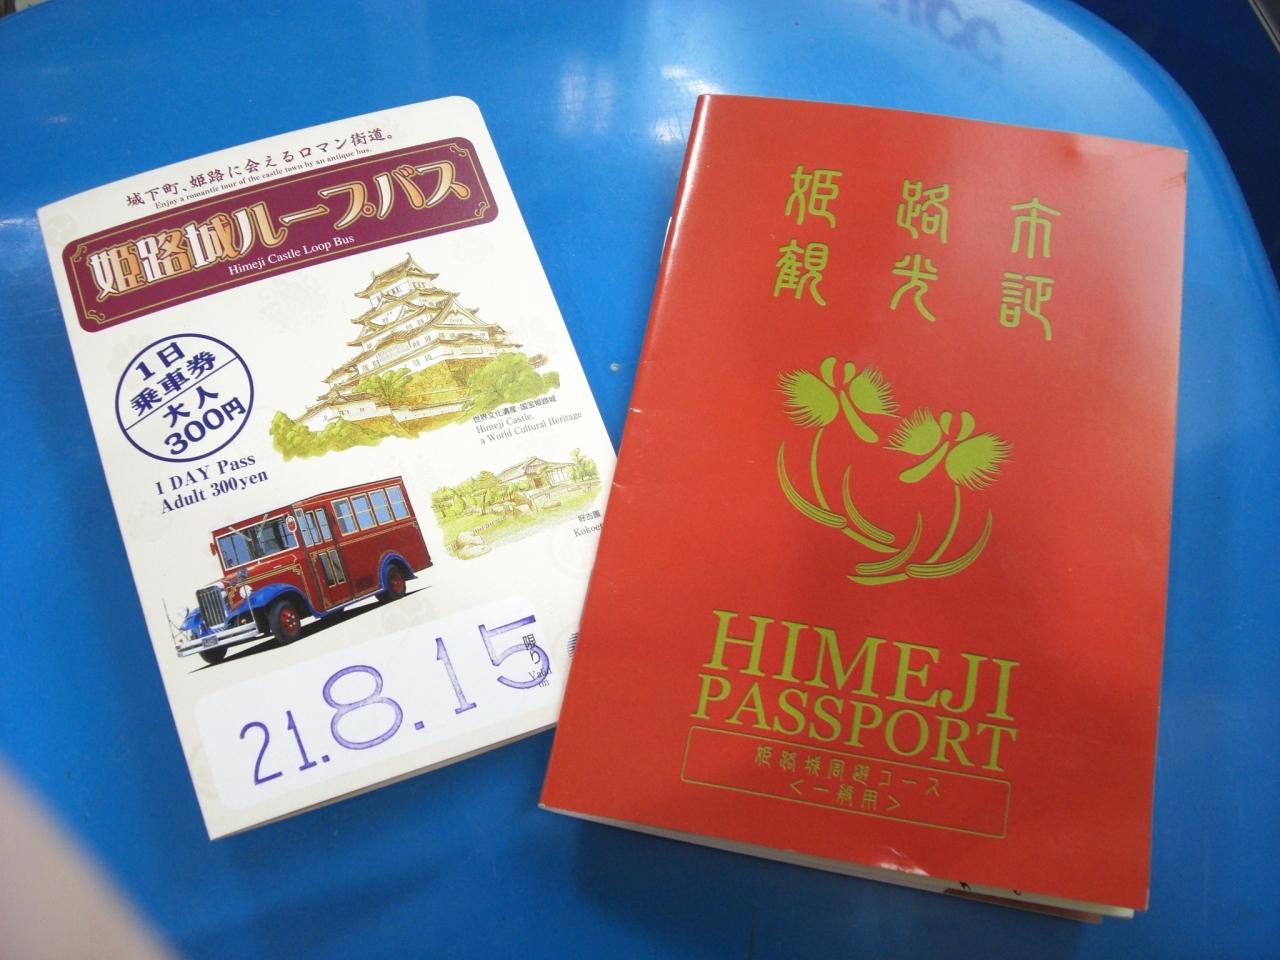 城下町、姫路に会えるロマン街道。
Enjoy a romantic tour of the castle town by an antique bus.
姫路城ループバス
Himeji Castle Loop Bus
1日
乗車券
大人
300円
1 DAY Pass
Adult 300yen
世界文化遺産・国宝姫路城
Himeji Castle,
a World Cultural Heritage
好古園
21.8.15
限り
Valid
on
姫路市
観光証
HIMEJI
PASSPORT
姫路城周遊コース
<一般用>